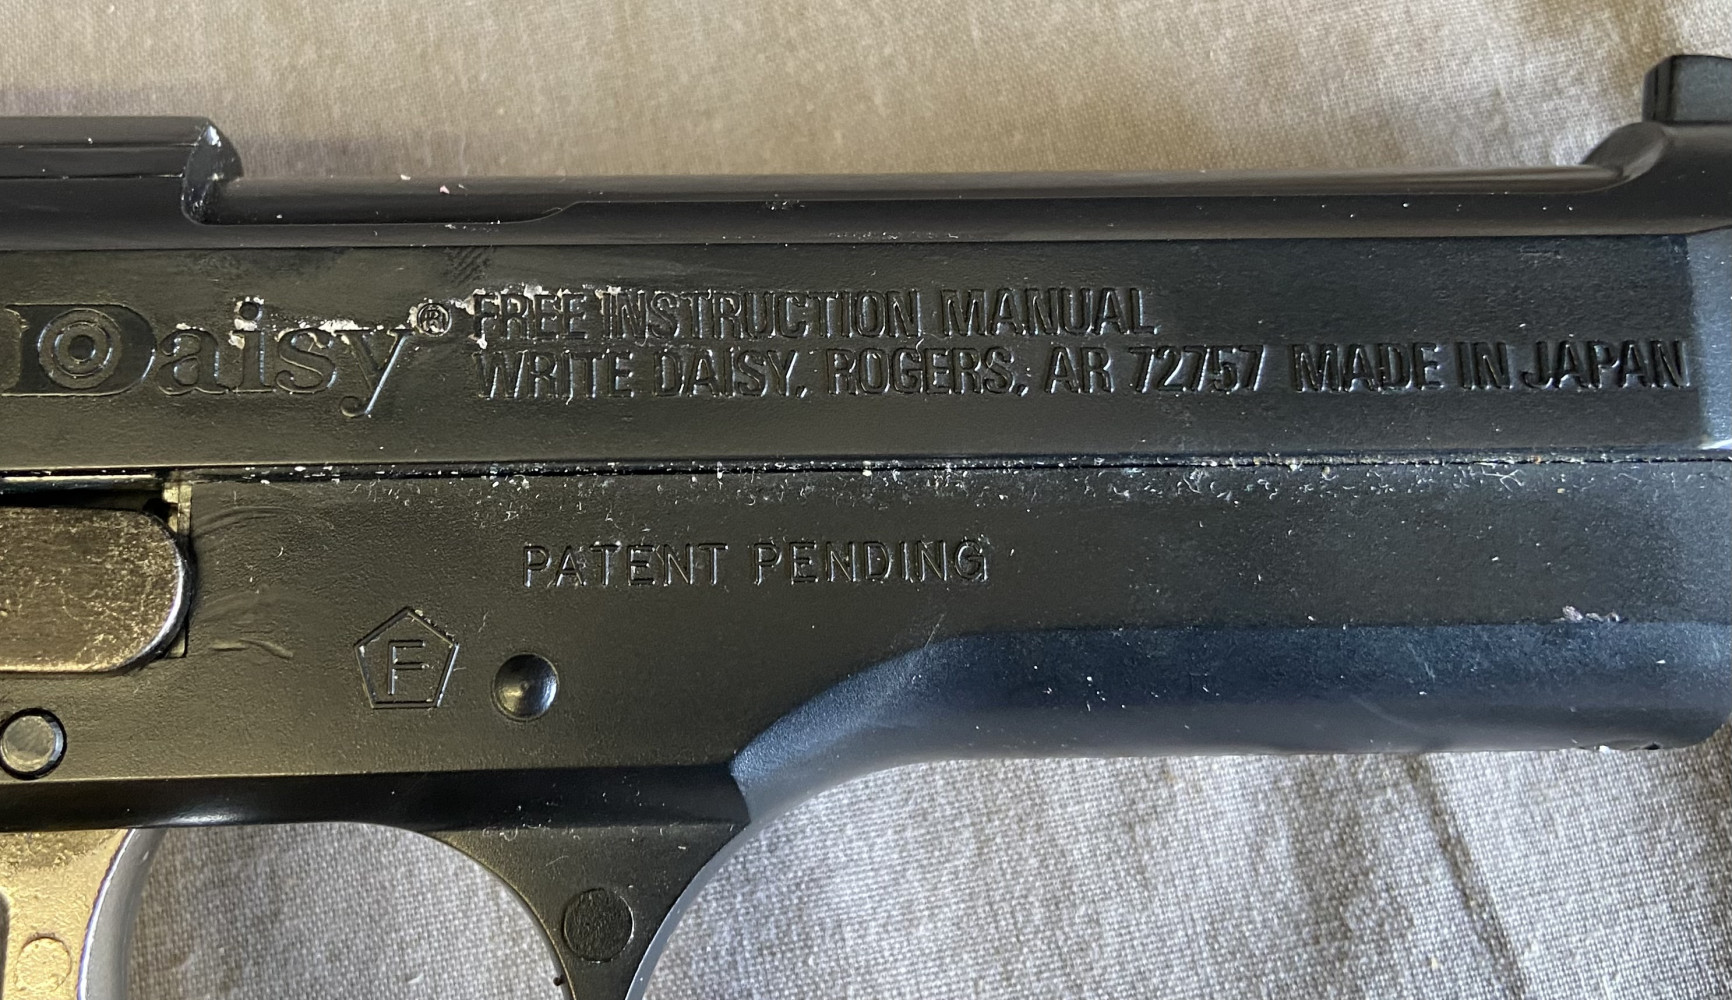 Daisy® FREE INSTRUCTION MANUAL
WRITE DAISY, ROGERS, AR 72757 MADE IN JAPAN
PATENT PENDING
F